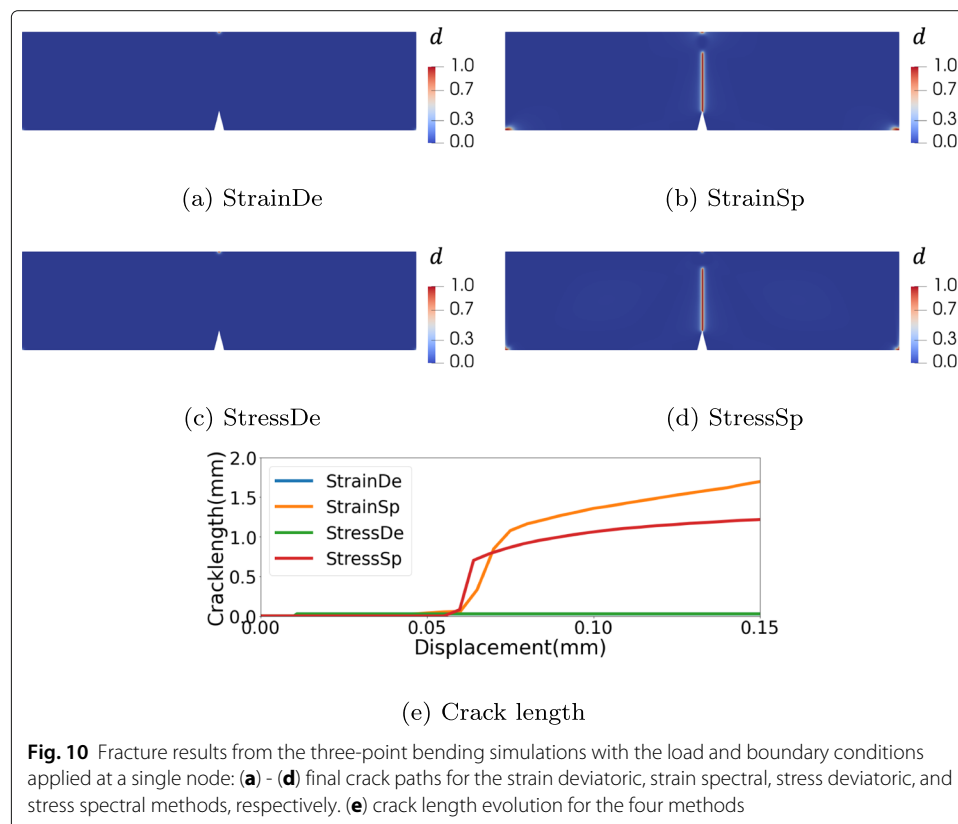 d
1.0
0.7
0.3
0.0
(a) StrainDe
d
1.0
0.7
0.3
0.0
(b) StrainSp
d
1.0
0.7
0.3
0.0
(c) StressDe
d
1.0
0.7
0.3
0.0
(d) StressSp
Cracklength(mm)
2.0
1.5
1.0
0.5
0.0
StrainDe
StrainSp
StressDe
StressSp
0.00 0.05 0.10 0.15
Displacement(mm)
(e) Crack length
Fig. 10 Fracture results from the three-point bending simulations with the load and boundary conditions
applied at a single node: (a) - (d) final crack paths for the strain deviatoric, strain spectral, stress deviatoric, and
stress spectral methods, respectively. (e) crack length evolution for the four methods